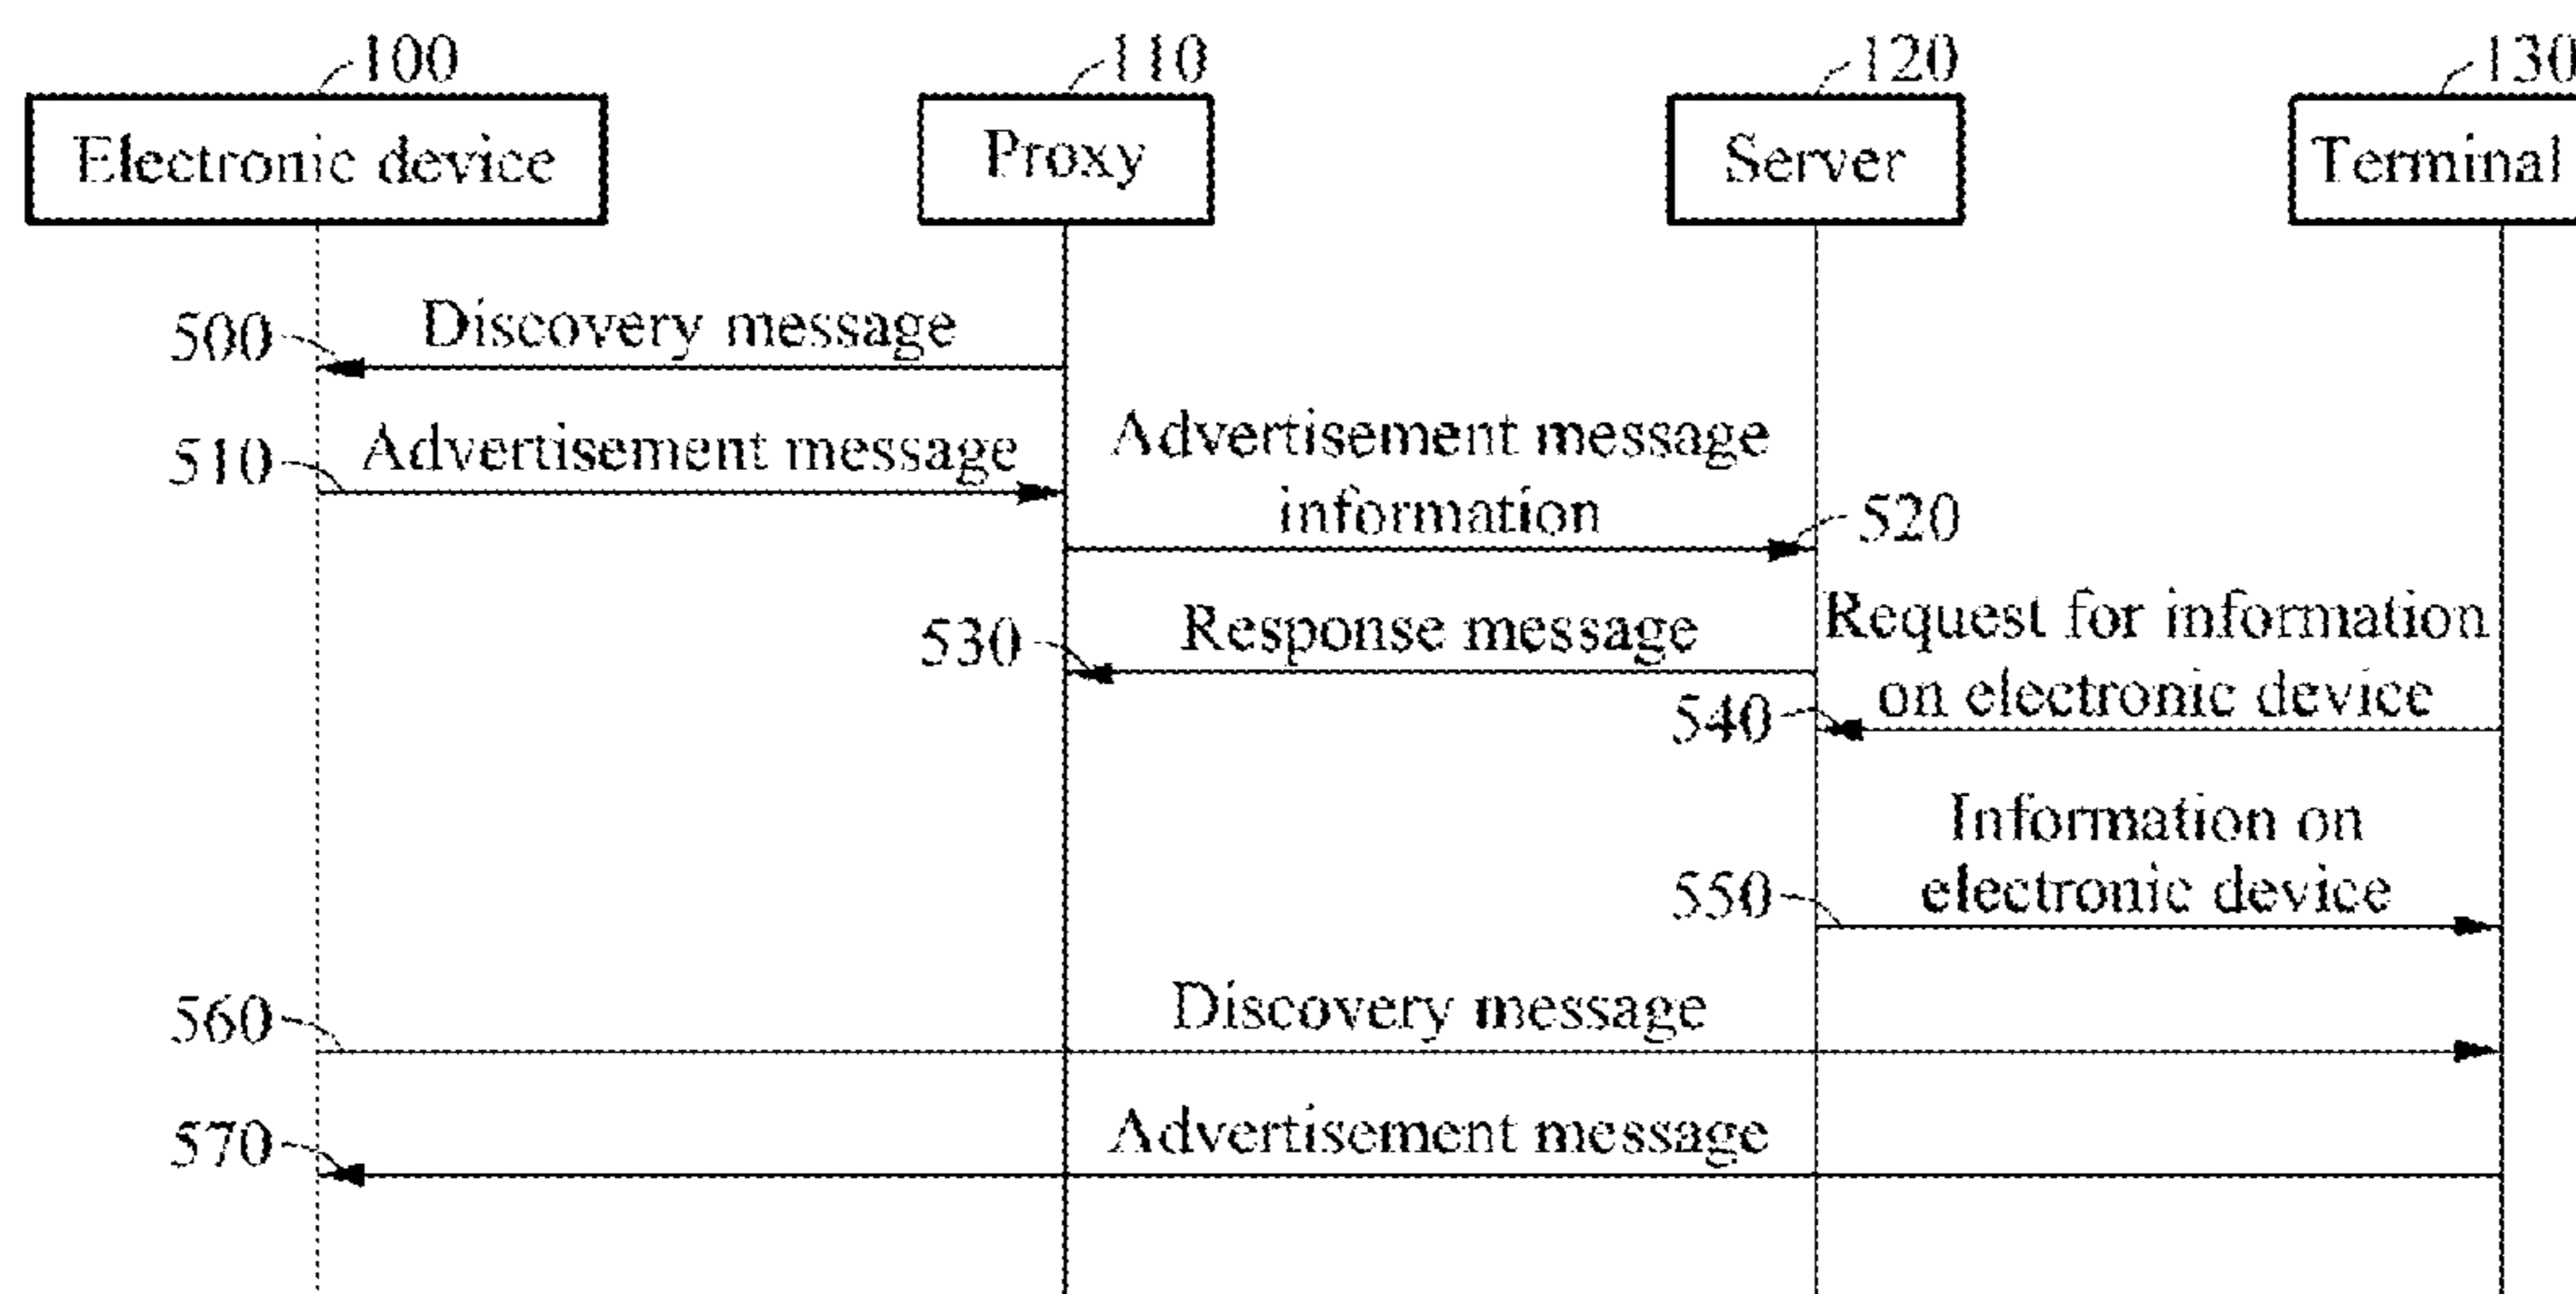 100
110
120
130
Electronic device
Proxy
Server
Terminal
500
Discovery message
510
Advertisement message
Advertisement message
information
520
530
Response message
Request for information
on electronic device
540
Information on
electronic device
550
560
Discovery message
570
Advertisement message